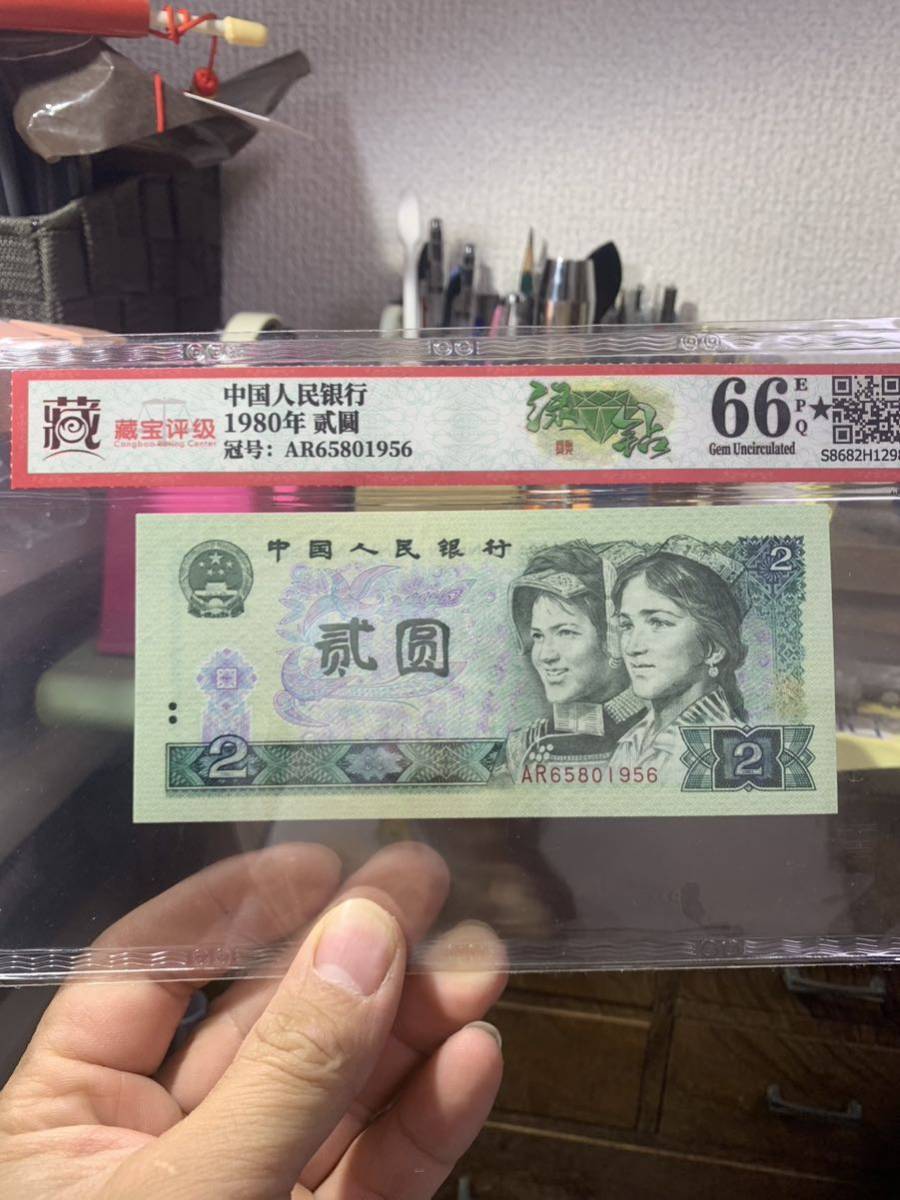 藏
藏宝评级
Cangbao Rating Center
中国人民银行
1980年 贰圓
冠号：AR65801956
绿钻
66
EPQ
★
Gem Uncirculated
S8682H1298
中国人民银行
2
贰圆
2
AR65801956
2